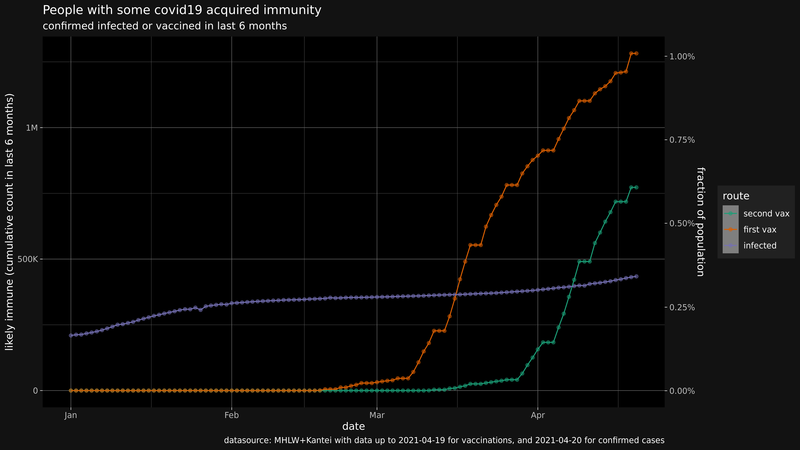 People with some covid19 acquired immunity
confirmed infected or vaccined in last 6 months
likely immune (cumulative count in last 6 months)
1M
500K
0
1.00%
0.75%
0.50%
0.25%
0.00%
fraction of population
route
second vax
first vax
infected
Jan
Feb
Mar
Apr
date
datasource: MHLW+Kantei with data up to 2021-04-19 for vaccinations, and 2021-04-20 for confirmed cases